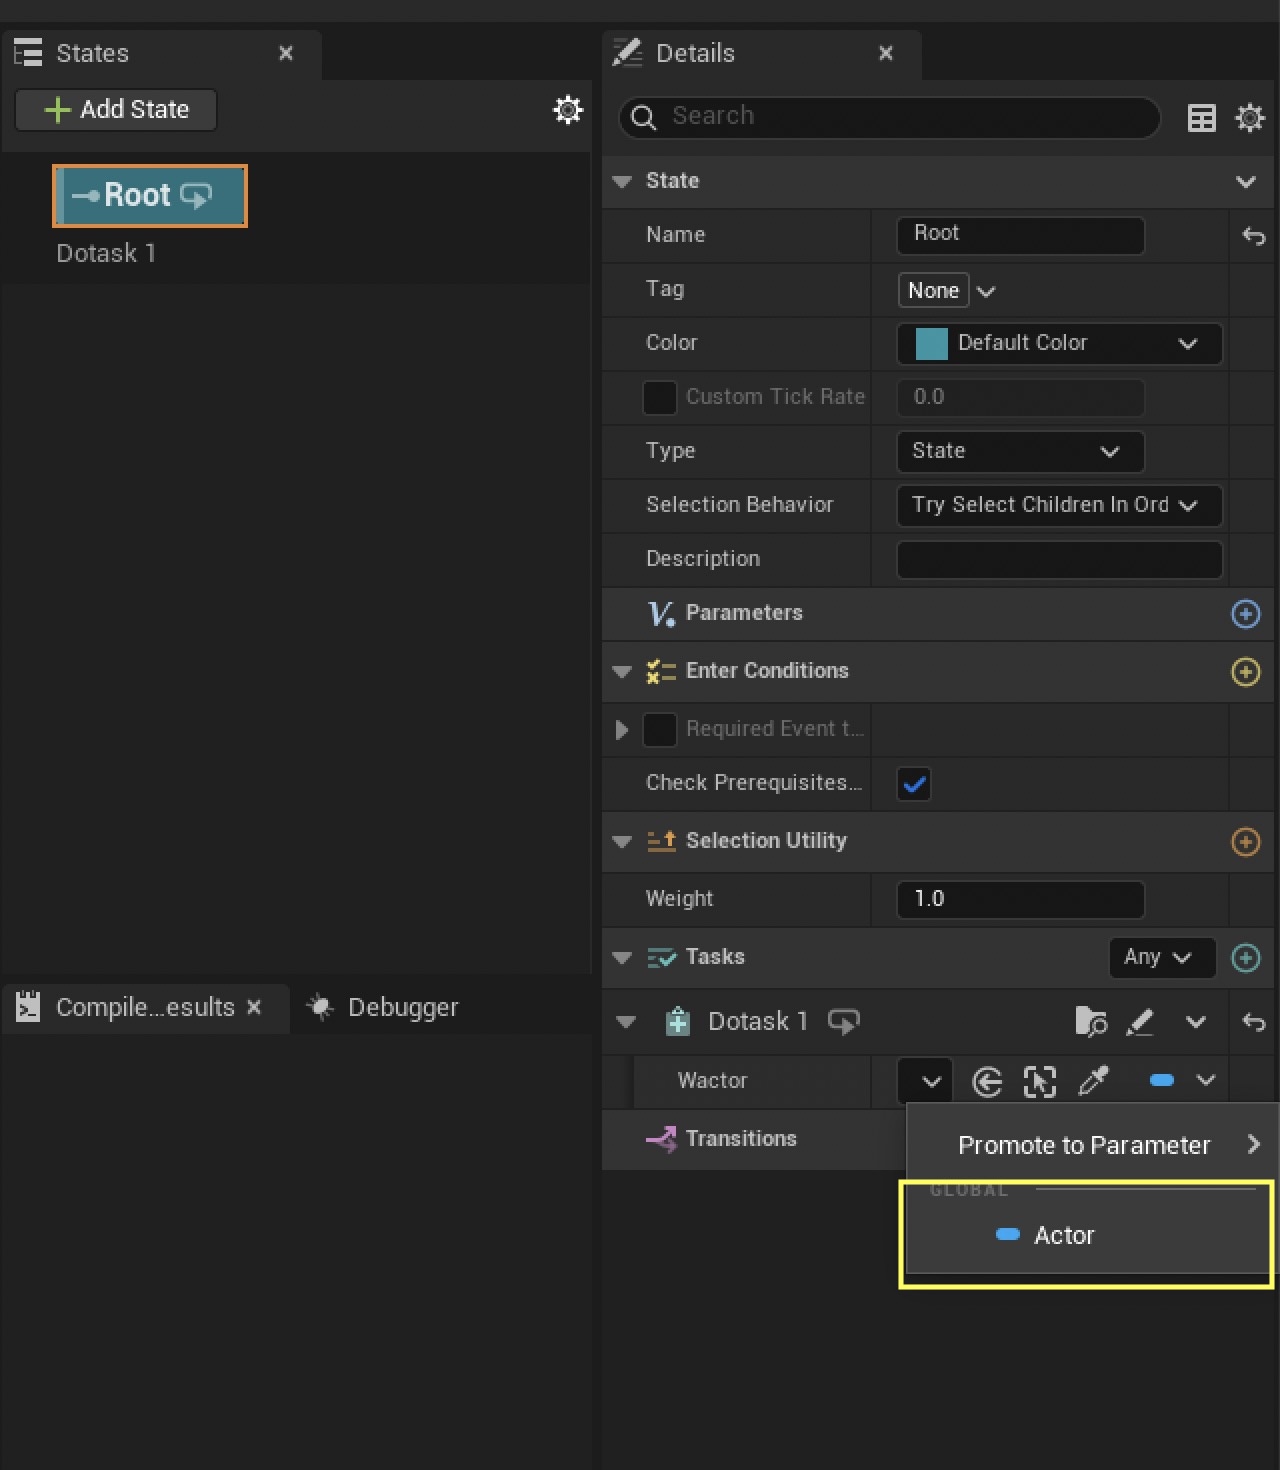 States
Add State
Root
Dotask 1
Compile...esults
Debugger
Details
Search
State
Name
Root
Tag
None
Color
Default Color
Custom Tick Rate
0.0
Type
State
Selection Behavior
Try Select Children In Ord
Description
Parameters
Enter Conditions
Required Event t...
Check Prerequisites...
Selection Utility
Weight
1.0
Tasks
Any
Dotask 1
Wactor
Transitions
Promote to Parameter
GLOBAL
Actor